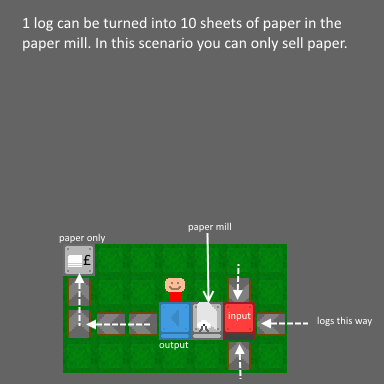 1 log can be turned into 10 sheets of paper in the
paper mill. In this scenario you can only sell paper.
paper mill
paper only
£
input
logs this way
output